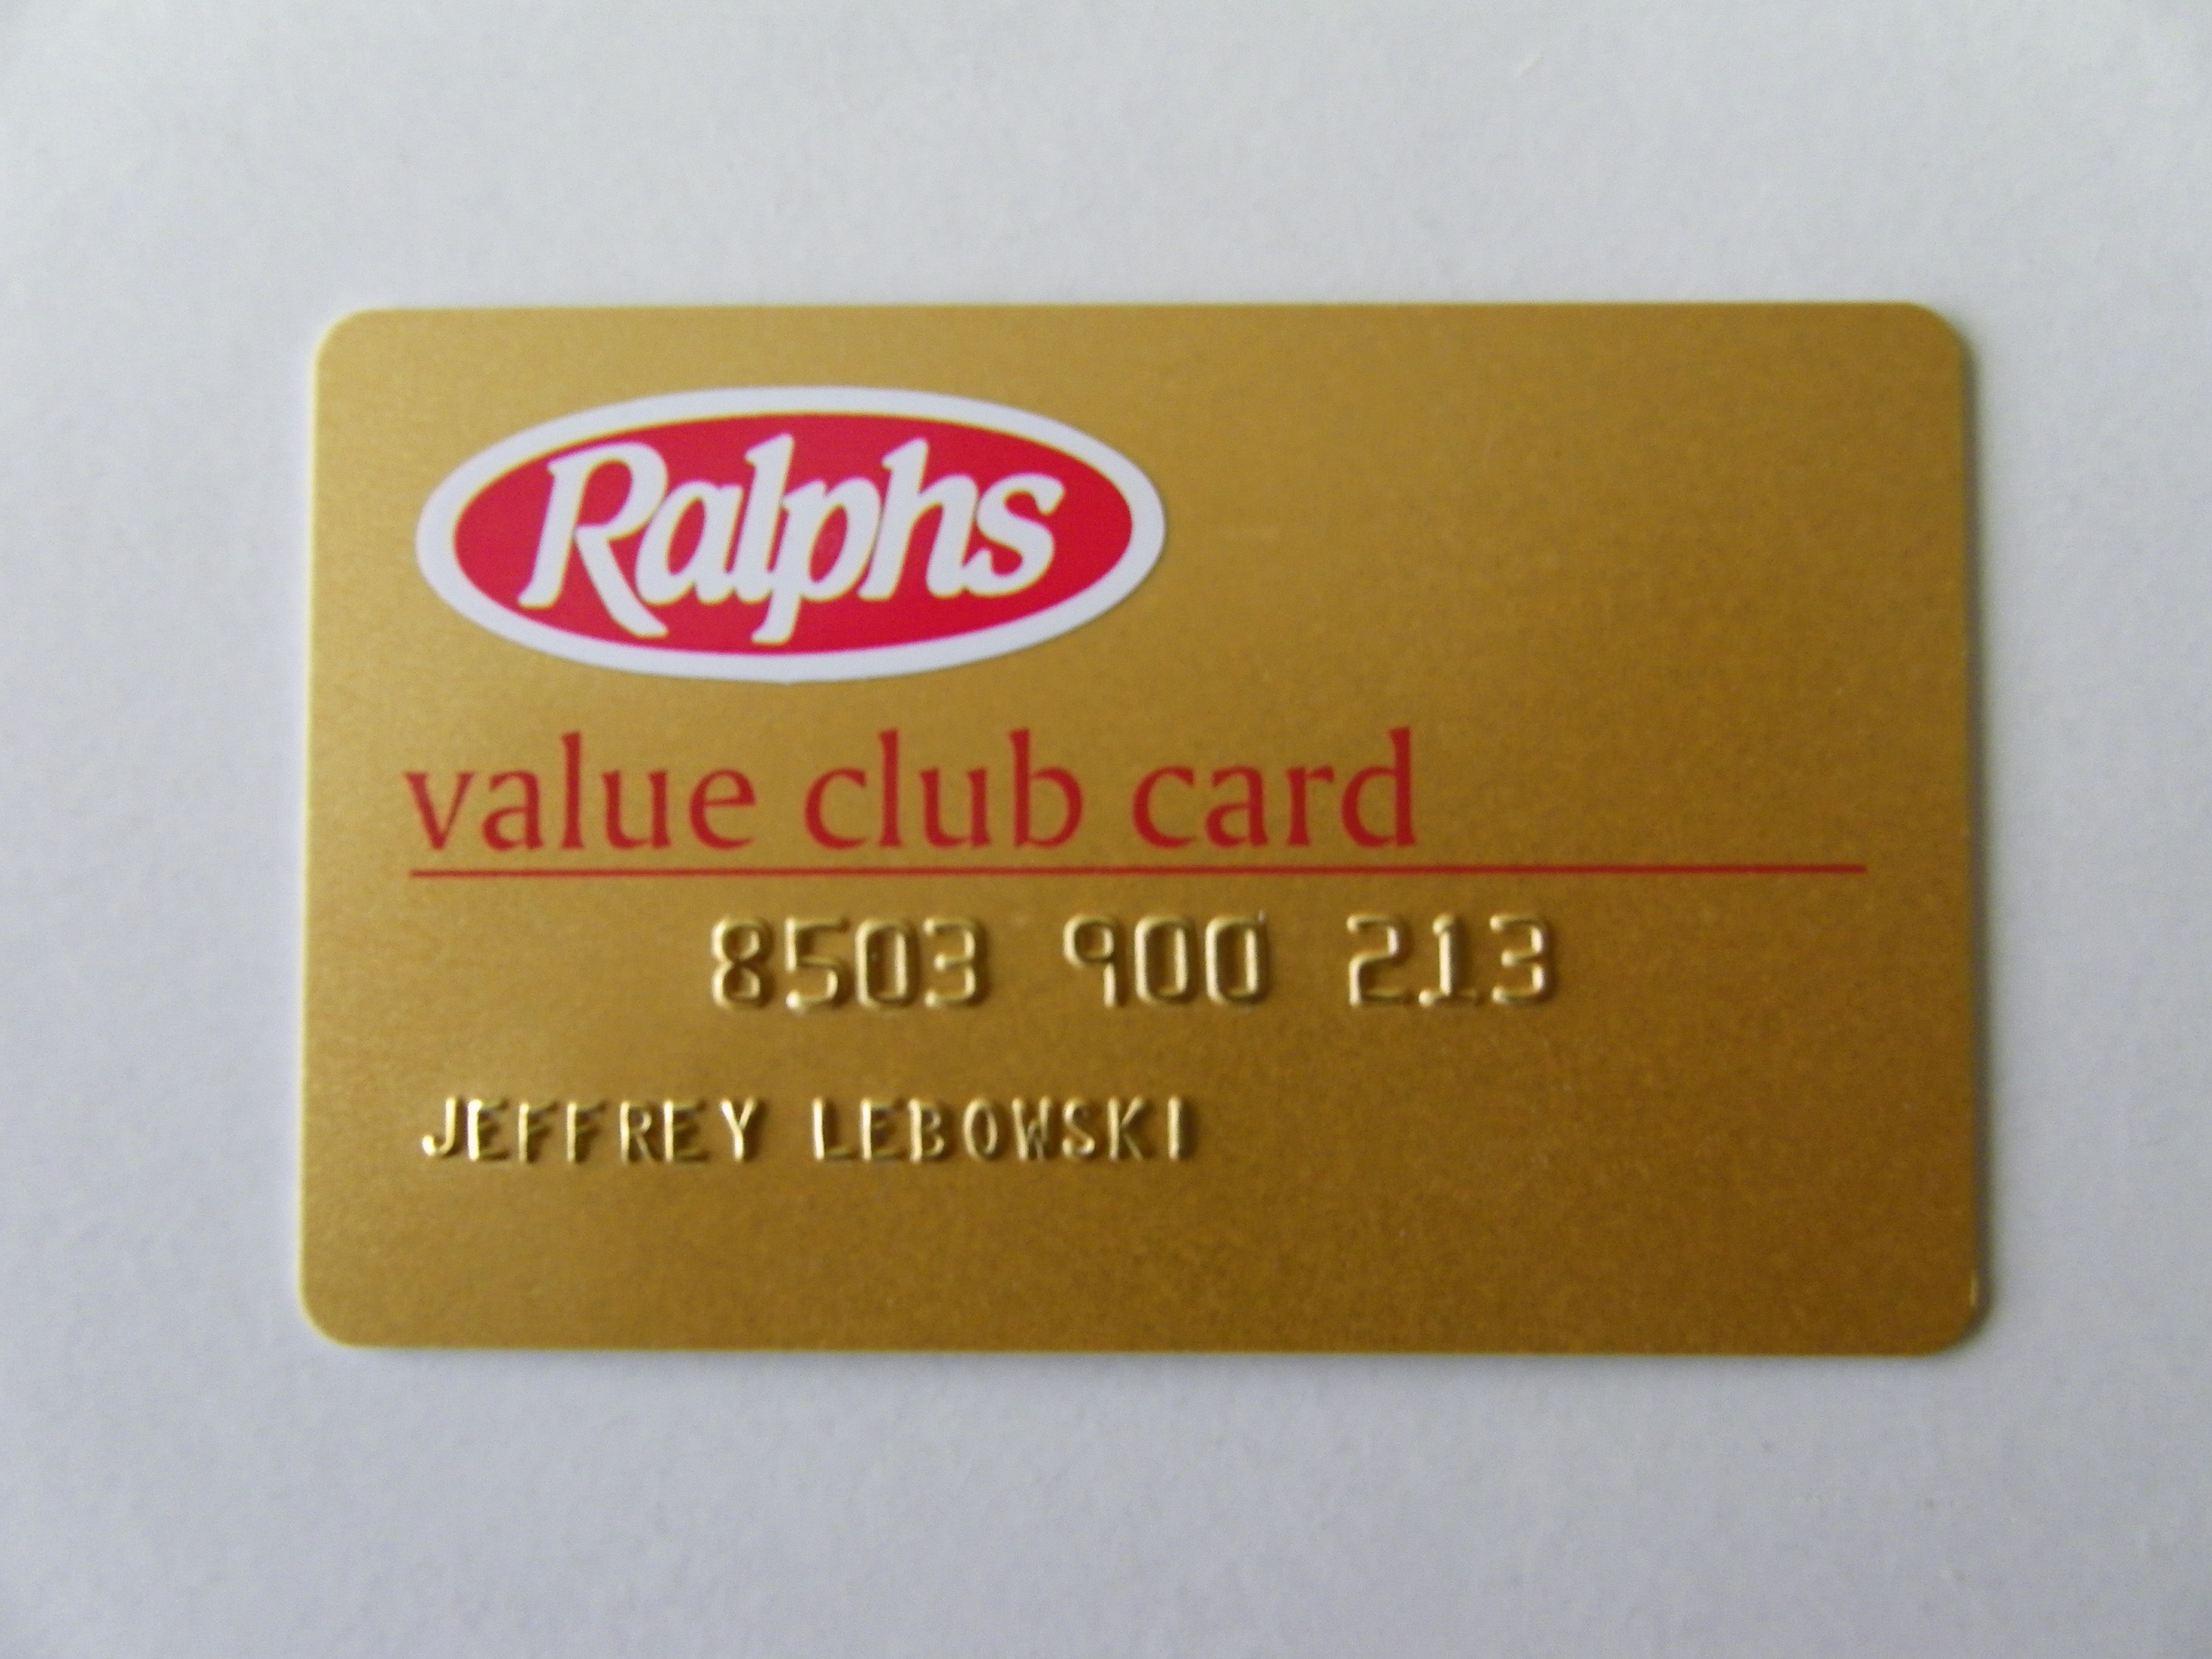 Ralphs
value club card
8503 900 213
JEFFREY LEBOWSKI